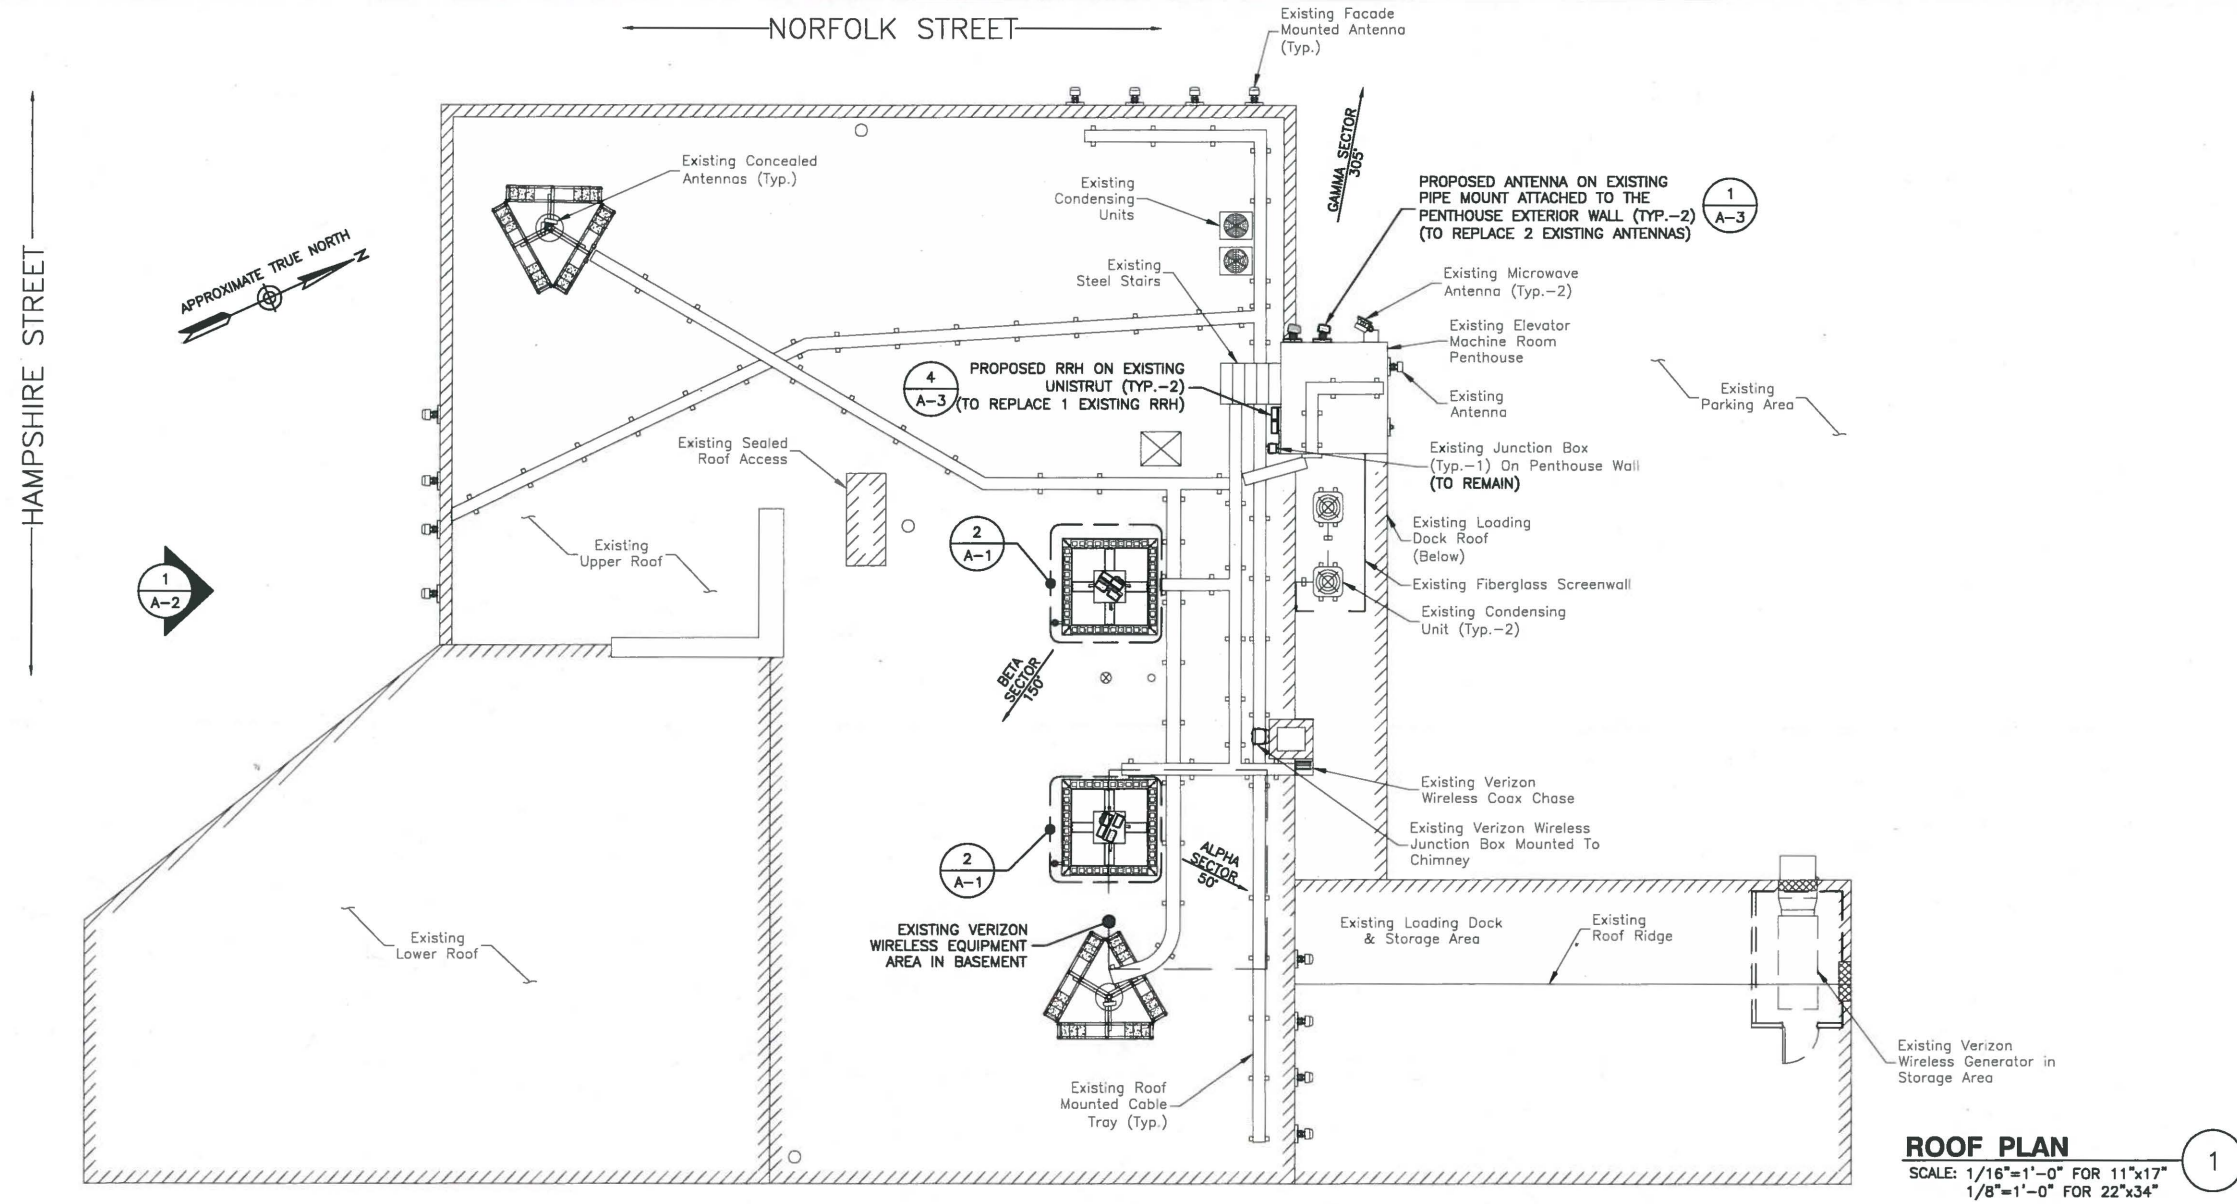 NORFOLK STREET
Existing Facade
Mounted Antenna
(Typ.)
HAMPSHIRE STREET
APPROXIMATE TRUE NORTH
N
Existing Concealed
Antennas (Typ.)
Existing
Condensing
Units
Existing
Steel Stairs
GAMMA SECTOR
305°
PROPOSED ANTENNA ON EXISTING
PIPE MOUNT ATTACHED TO THE
PENTHOUSE EXTERIOR WALL (TYP.-2)
(TO REPLACE 2 EXISTING ANTENNAS)
1
A-3
Existing Microwave
Antenna (Typ.-2)
Existing Elevator
Machine Room
Penthouse
Existing
Antenna
Existing
Parking Area
4
A-3
PROPOSED RRH ON EXISTING
UNISTRUT (TYP.-2)
(TO REPLACE 1 EXISTING RRH)
Existing Junction Box
(Typ.-1) On Penthouse Wall
(TO REMAIN)
Existing Sealed
Roof Access
Existing
Upper Roof
1
A-2
2
A-1
Existing Loading
Dock Roof
(Below)
Existing Fiberglass Screenwall
Existing Condensing
Unit (Typ.-2)
BETA
SECTOR
150°
Existing Verizon
Wireless Coax Chase
Existing Verizon Wireless
Junction Box Mounted To
Chimney
2
A-1
ALPHA
SECTOR
50°
EXISTING VERIZON
WIRELESS EQUIPMENT
AREA IN BASEMENT
Existing
Lower Roof
Existing Loading Dock
& Storage Area
Existing
Roof Ridge
Existing Roof
Mounted Cable
Tray (Typ.)
Existing Verizon
Wireless Generator in
Storage Area
ROOF PLAN
SCALE: 1/16"=1'-0" FOR 11"x17"
1/8"=1'-0" FOR 22"x34"
1